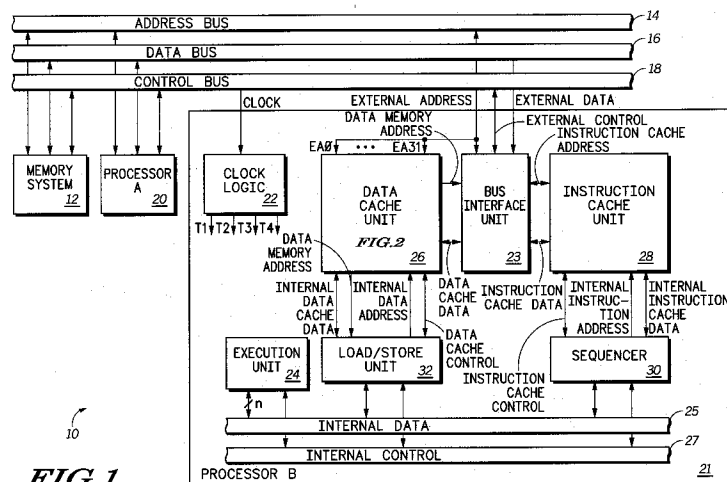 ADDRESS BUS
14
DATA BUS
16
CONTROL BUS
18
CLOCK
EXTERNAL ADDRESS
EXTERNAL DATA
DATA MEMORY
ADDRESS
EXTERNAL CONTROL
INSTRUCTION CACHE
ADDRESS
EA0 ••• EA31
MEMORY
SYSTEM
12
PROCESSOR
A
20
CLOCK
LOGIC
22
T1 T2 T3 T4
DATA
CACHE
UNIT
FIG.2
26
BUS
INTERFACE
UNIT
23
INSTRUCTION
CACHE
UNIT
28
DATA
MEMORY
ADDRESS
INTERNAL
DATA
CACHE
DATA
INTERNAL
DATA
ADDRESS
DATA
CACHE
DATA
INSTRUCTION
CACHE DATA
INTERNAL
INSTRUC-
TION
ADDRESS
INTERNAL
INSTRUCTION
CACHE
DATA
DATA
CACHE
CONTROL
INSTRUCTION
CACHE
CONTROL
EXECUTION
UNIT
24
LOAD/STORE
UNIT
32
SEQUENCER
30
n
INTERNAL DATA
25
INTERNAL CONTROL
27
10
FIG.1
PROCESSOR B
21